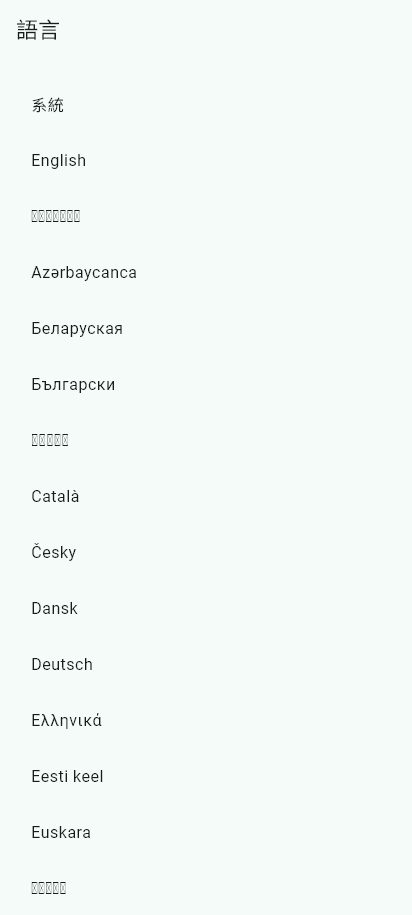 語言
系統
English
Azərbaycanca
Беларуская
Български
Català
Česky
Dansk
Deutsch
Ελληνικά
Eesti keel
Euskara